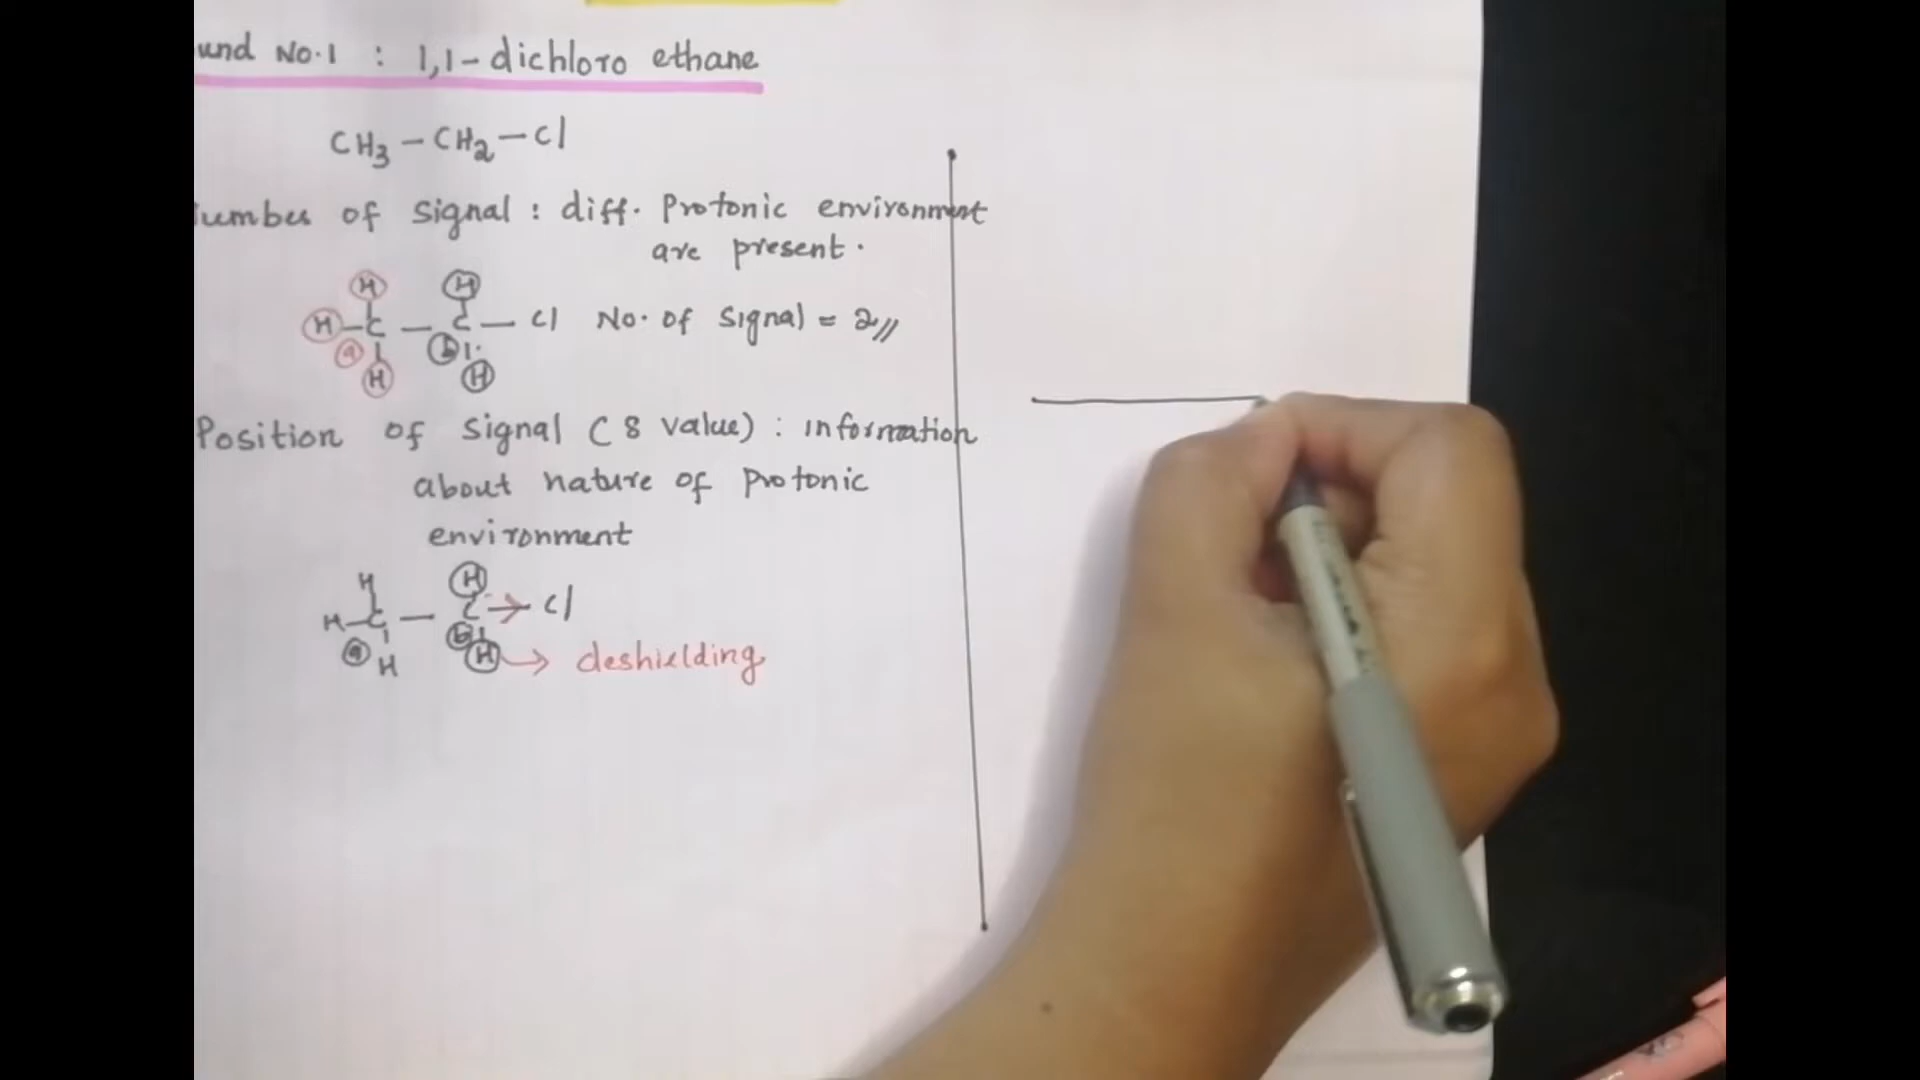 und No.1 : 1,1-dichloro ethane
CH3 - CH2 - Cl
umber of signal : diff. Protonic environment
are present.
H H
H - C - C - Cl No. of signal = 2//
a b
H H
Position of signal ( δ value) : information
about nature of protonic
environment
H H
H - C - C → Cl
a b
H H → deshielding